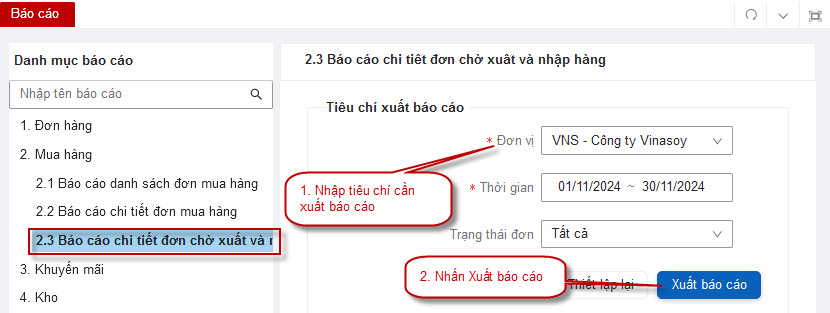 Báo cáo
Danh mục báo cáo
Nhập tên báo cáo
1. Đơn hàng
2. Mua hàng
2.1 Báo cáo danh sách đơn mua hàng
2.2 Báo cáo chi tiết đơn mua hàng
2.3 Báo cáo chi tiết đơn chờ xuất và n
3. Khuyến mãi
4. Kho
2.3 Báo cáo chi tiết đơn chờ xuất và nhập hàng
Tiêu chí xuất báo cáo
* Đơn vị VNS - Công ty Vinasoy
1. Nhập tiêu chí cần
xuất báo cáo
* Thời gian 01/11/2024 ~ 30/11/2024
Trạng thái đơn Tất cả
2. Nhấn Xuất báo cáo
Thiết lập lại Xuất báo cáo